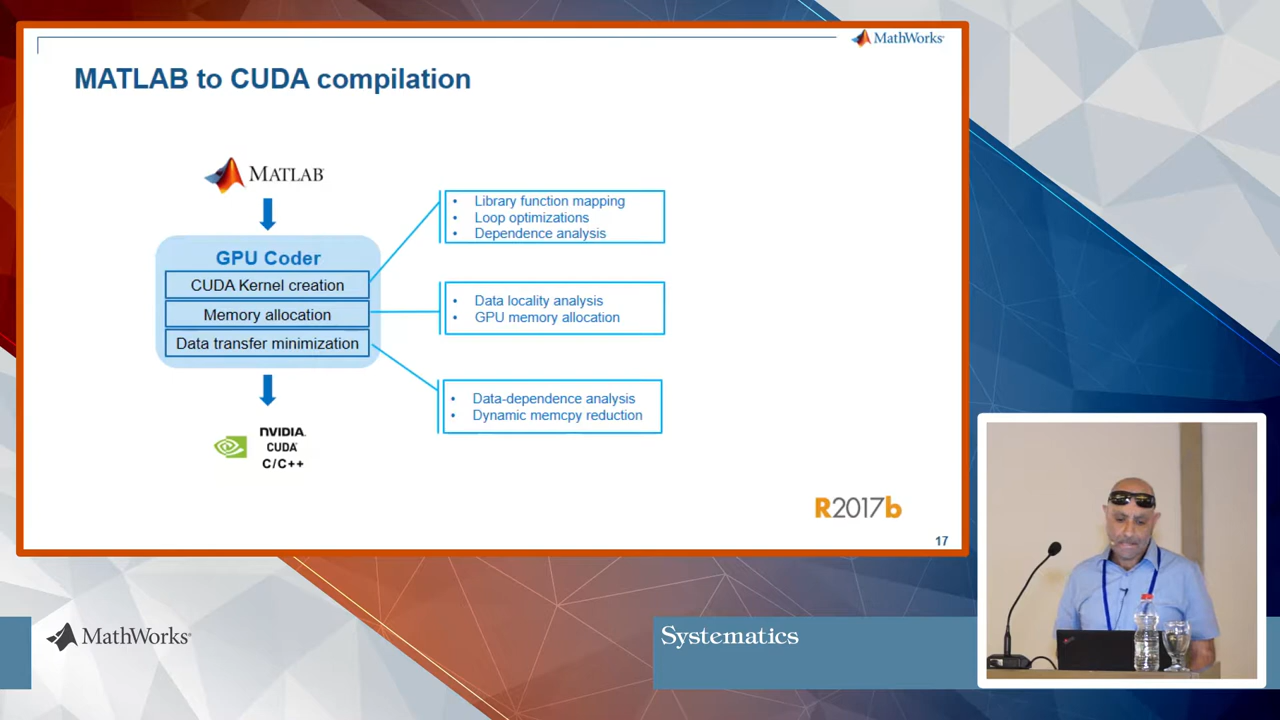 MathWorks
MATLAB to CUDA compilation
MATLAB
GPU Coder
CUDA Kernel creation
Memory allocation
Data transfer minimization
• Library function mapping
• Loop optimizations
• Dependence analysis
• Data locality analysis
• GPU memory allocation
• Data-dependence analysis
• Dynamic memcpy reduction
NVIDIA.
CUDA
C/C++
R2017b
17
MathWorks
Systematics